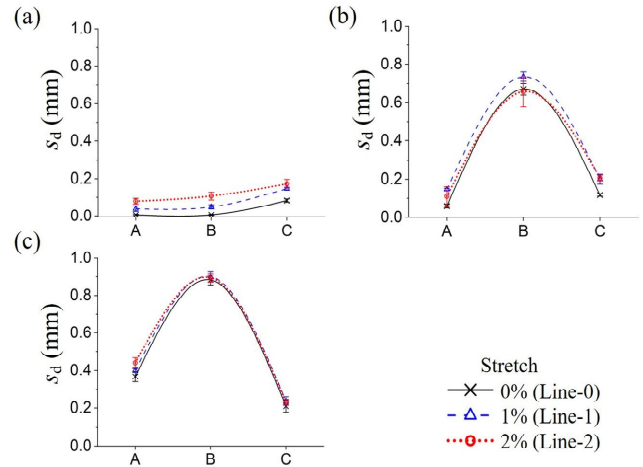 (a)
1.0
0.8
0.6
0.4
0.2
0.0
s_d (mm)
A B C
(b)
1.0
0.8
0.6
0.4
0.2
0.0
s_d (mm)
A B C
(c)
1.0
0.8
0.6
0.4
0.2
0.0
s_d (mm)
A B C
Stretch
0% (Line-0)
1% (Line-1)
2% (Line-2)